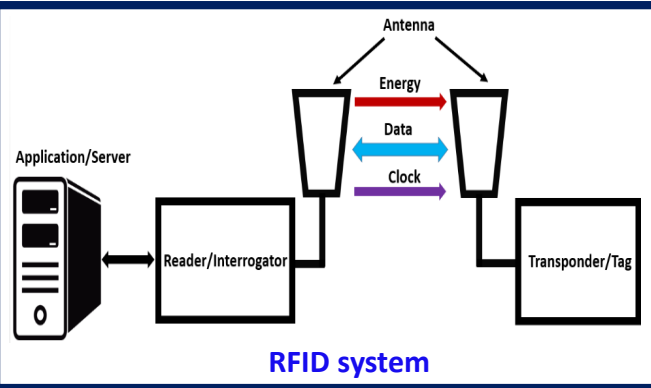 Antenna
Energy
Data
Clock
Application/Server
Reader/Interrogator
Transponder/Tag
RFID system